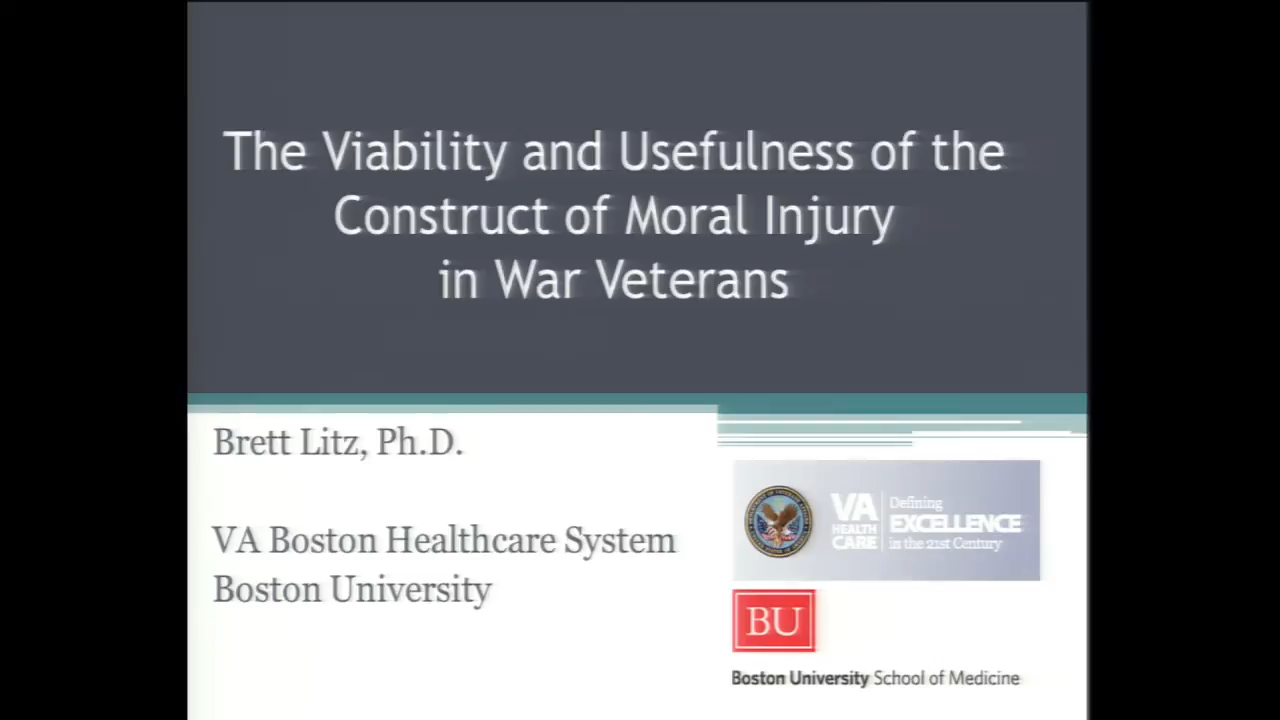 The Viability and Usefulness of the
Construct of Moral Injury
in War Veterans
Brett Litz, Ph.D.
VA Boston Healthcare System
Boston University
VA
HEALTH
CARE
Defining
EXCELLENCE
in the 21st Century
BU
Boston University School of Medicine